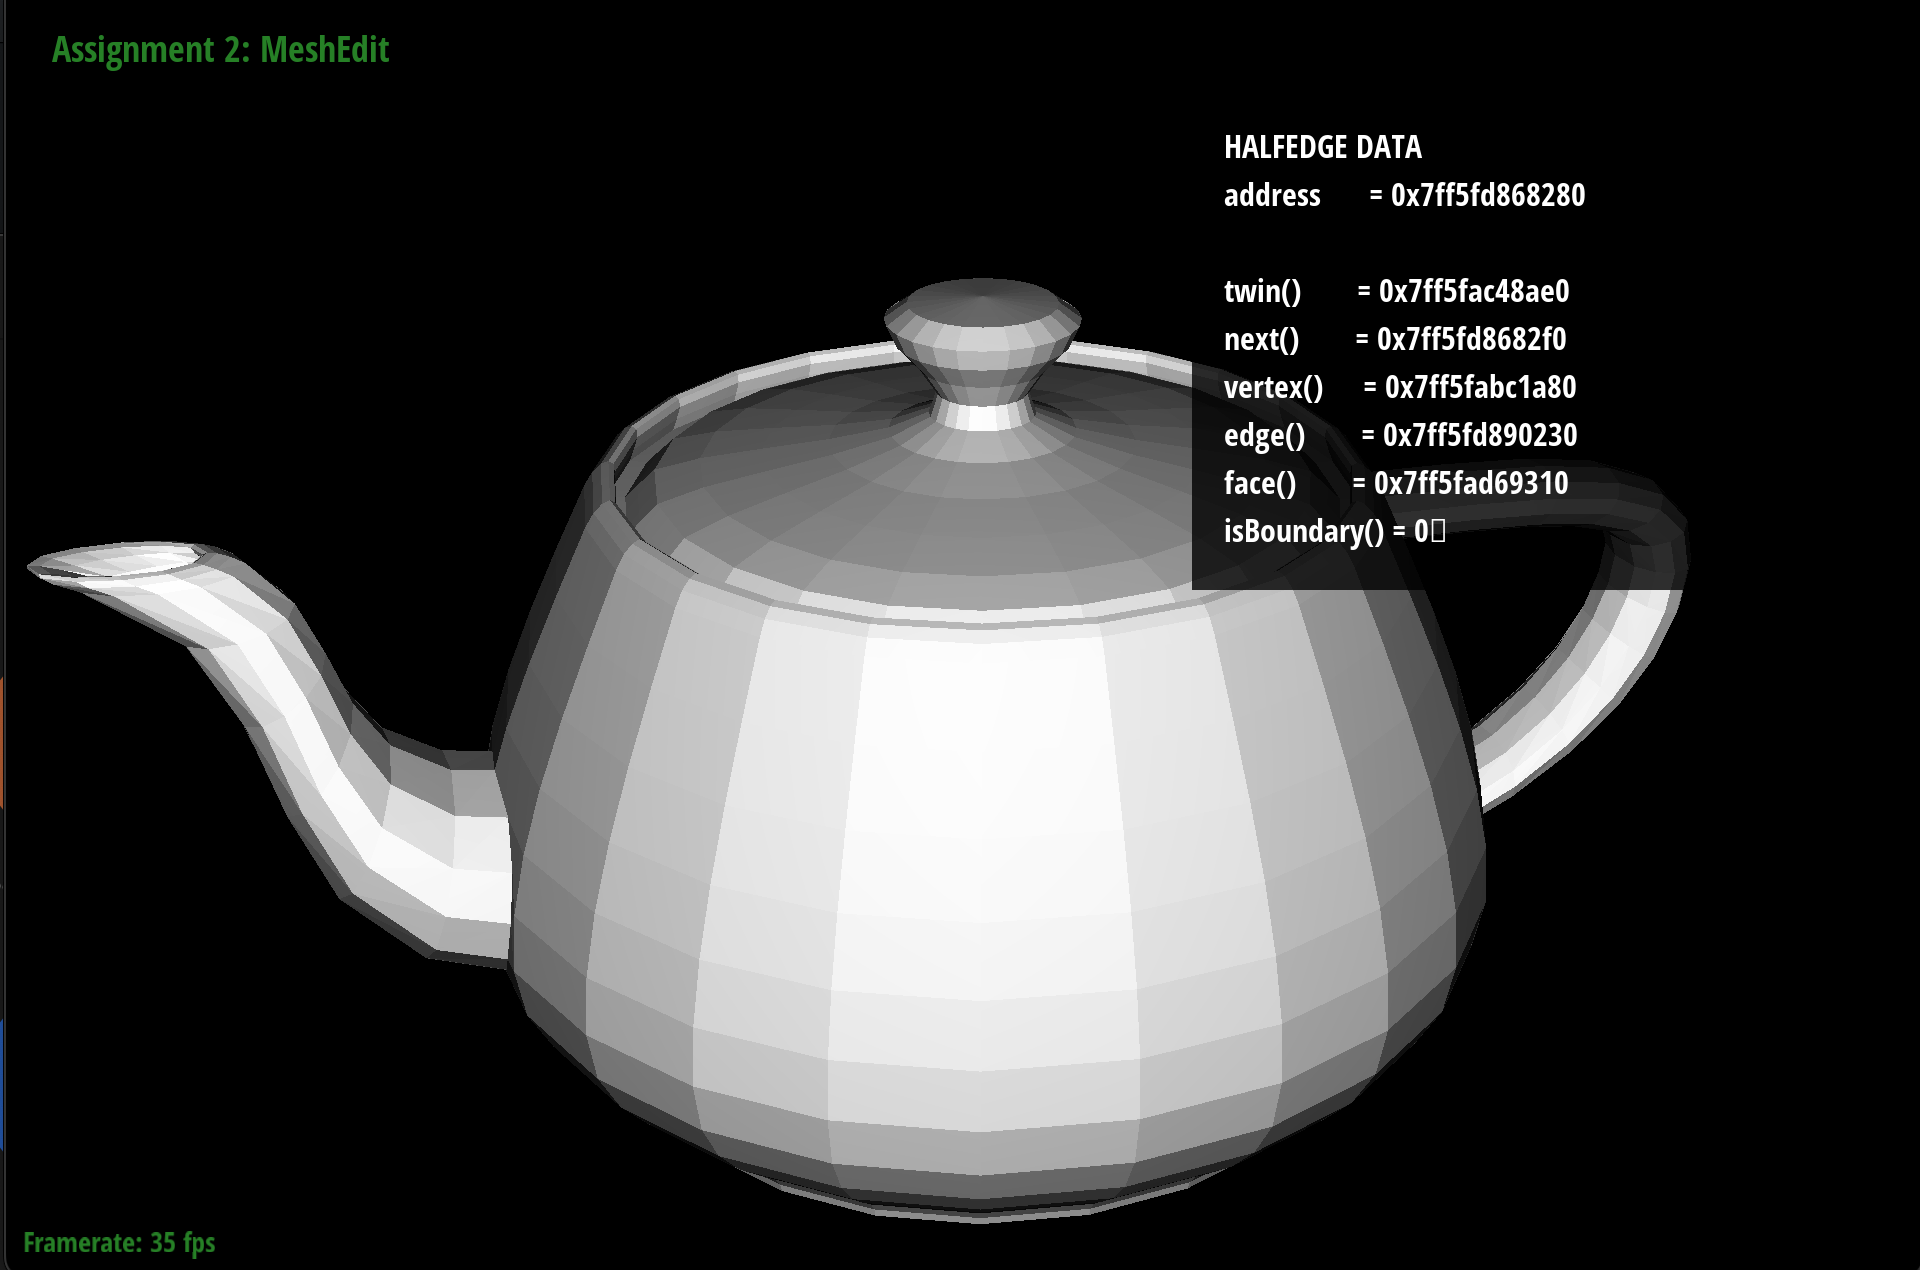 Assignment 2: MeshEdit
HALFEDGE DATA
address = 0x7ff5fd868280
twin() = 0x7ff5fac48ae0
next() = 0x7ff5fd8682f0
vertex() = 0x7ff5fabc1a80
edge() = 0x7ff5fd890230
face() = 0x7ff5fad69310
isBoundary() = 0▯
Framerate: 35 fps